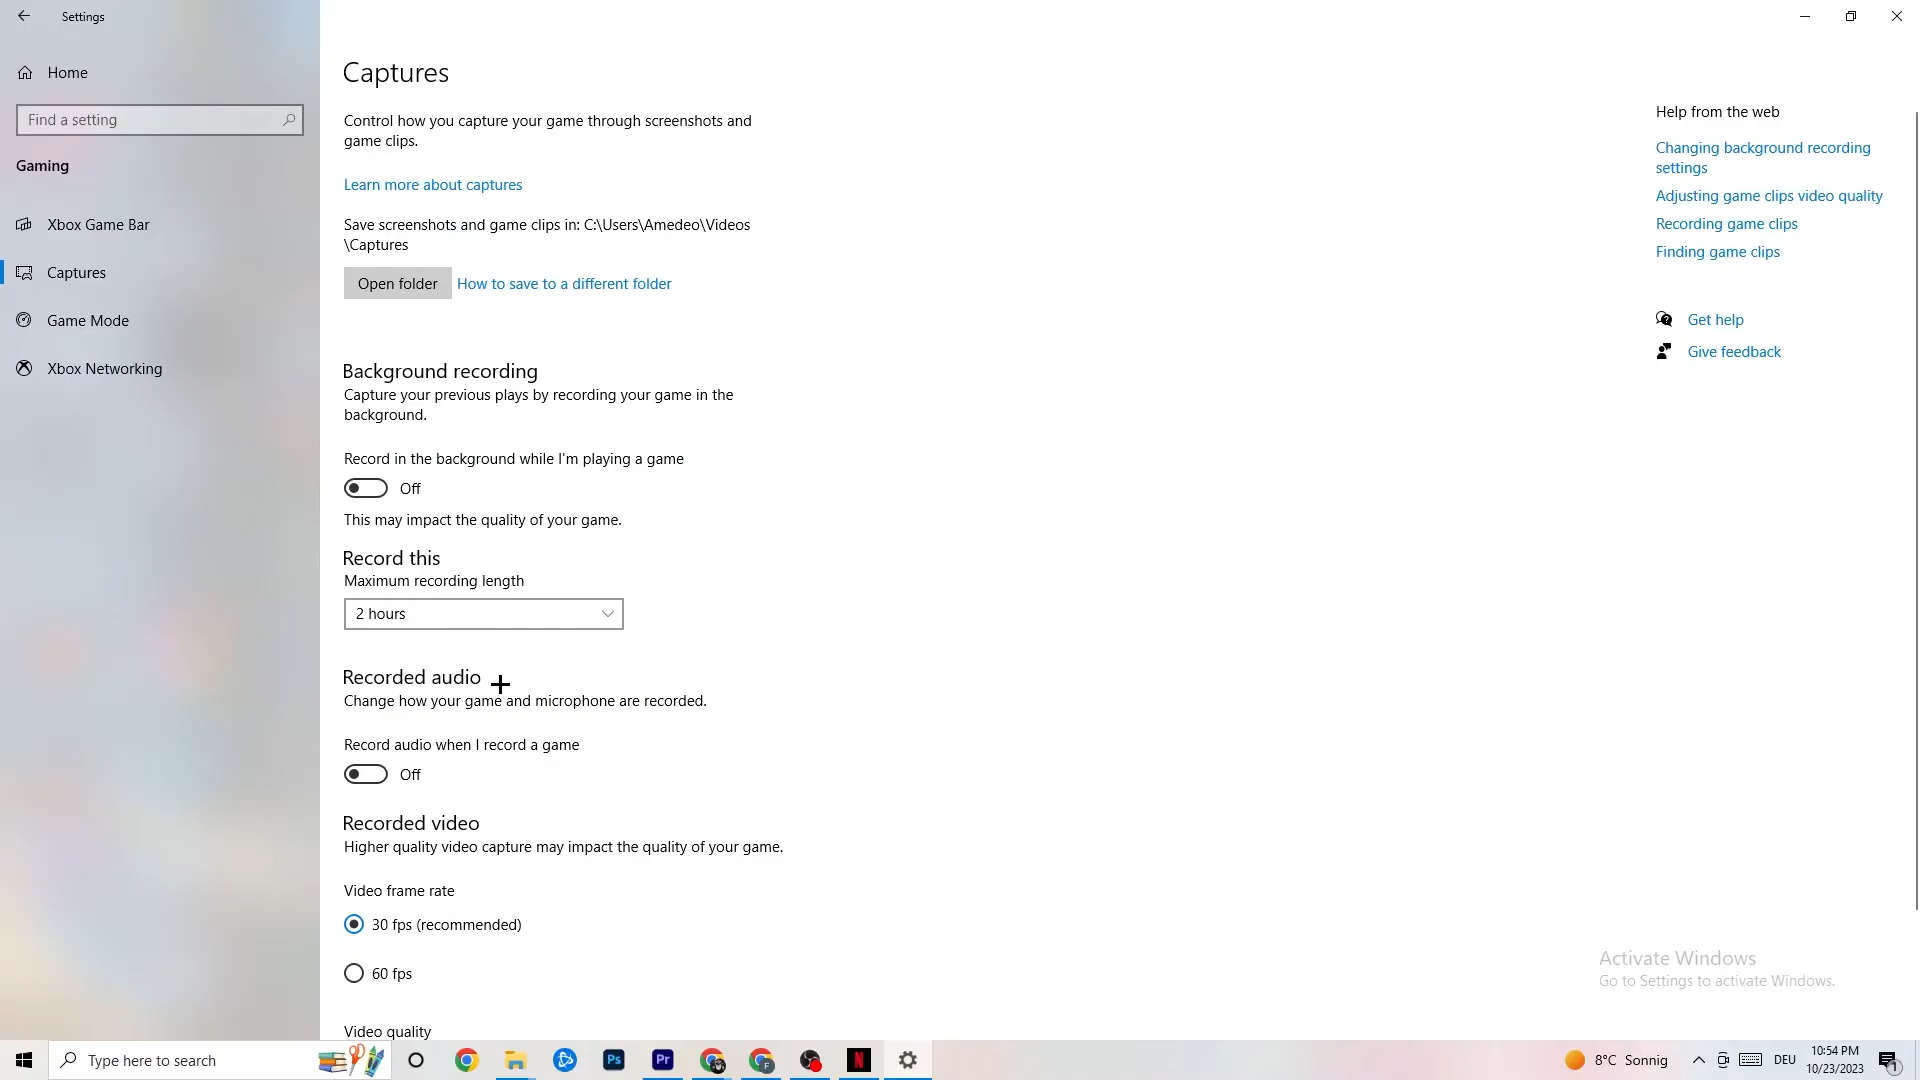 Settings
Home
Find a setting
Gaming
Xbox Game Bar
Captures
Game Mode
Xbox Networking
Captures
Control how you capture your game through screenshots and
game clips.
Learn more about captures
Save screenshots and game clips in: C:\Users\Amedeo\Videos
\Captures
Open folder
How to save to a different folder
Background recording
Capture your previous plays by recording your game in the
background.
Record in the background while I'm playing a game
Off
This may impact the quality of your game.
Record this
Maximum recording length
2 hours
Recorded audio
Change how your game and microphone are recorded.
Record audio when I record a game
Off
Recorded video
Higher quality video capture may impact the quality of your game.
Video frame rate
30 fps (recommended)
60 fps
Video quality
Help from the web
Changing background recording
settings
Adjusting game clips video quality
Recording game clips
Finding game clips
Get help
Give feedback
Activate Windows
Go to Settings to activate Windows.
Type here to search
Ps
Pr
F
N
8°C Sonnig
DEU
10:54 PM
10/23/2023
1